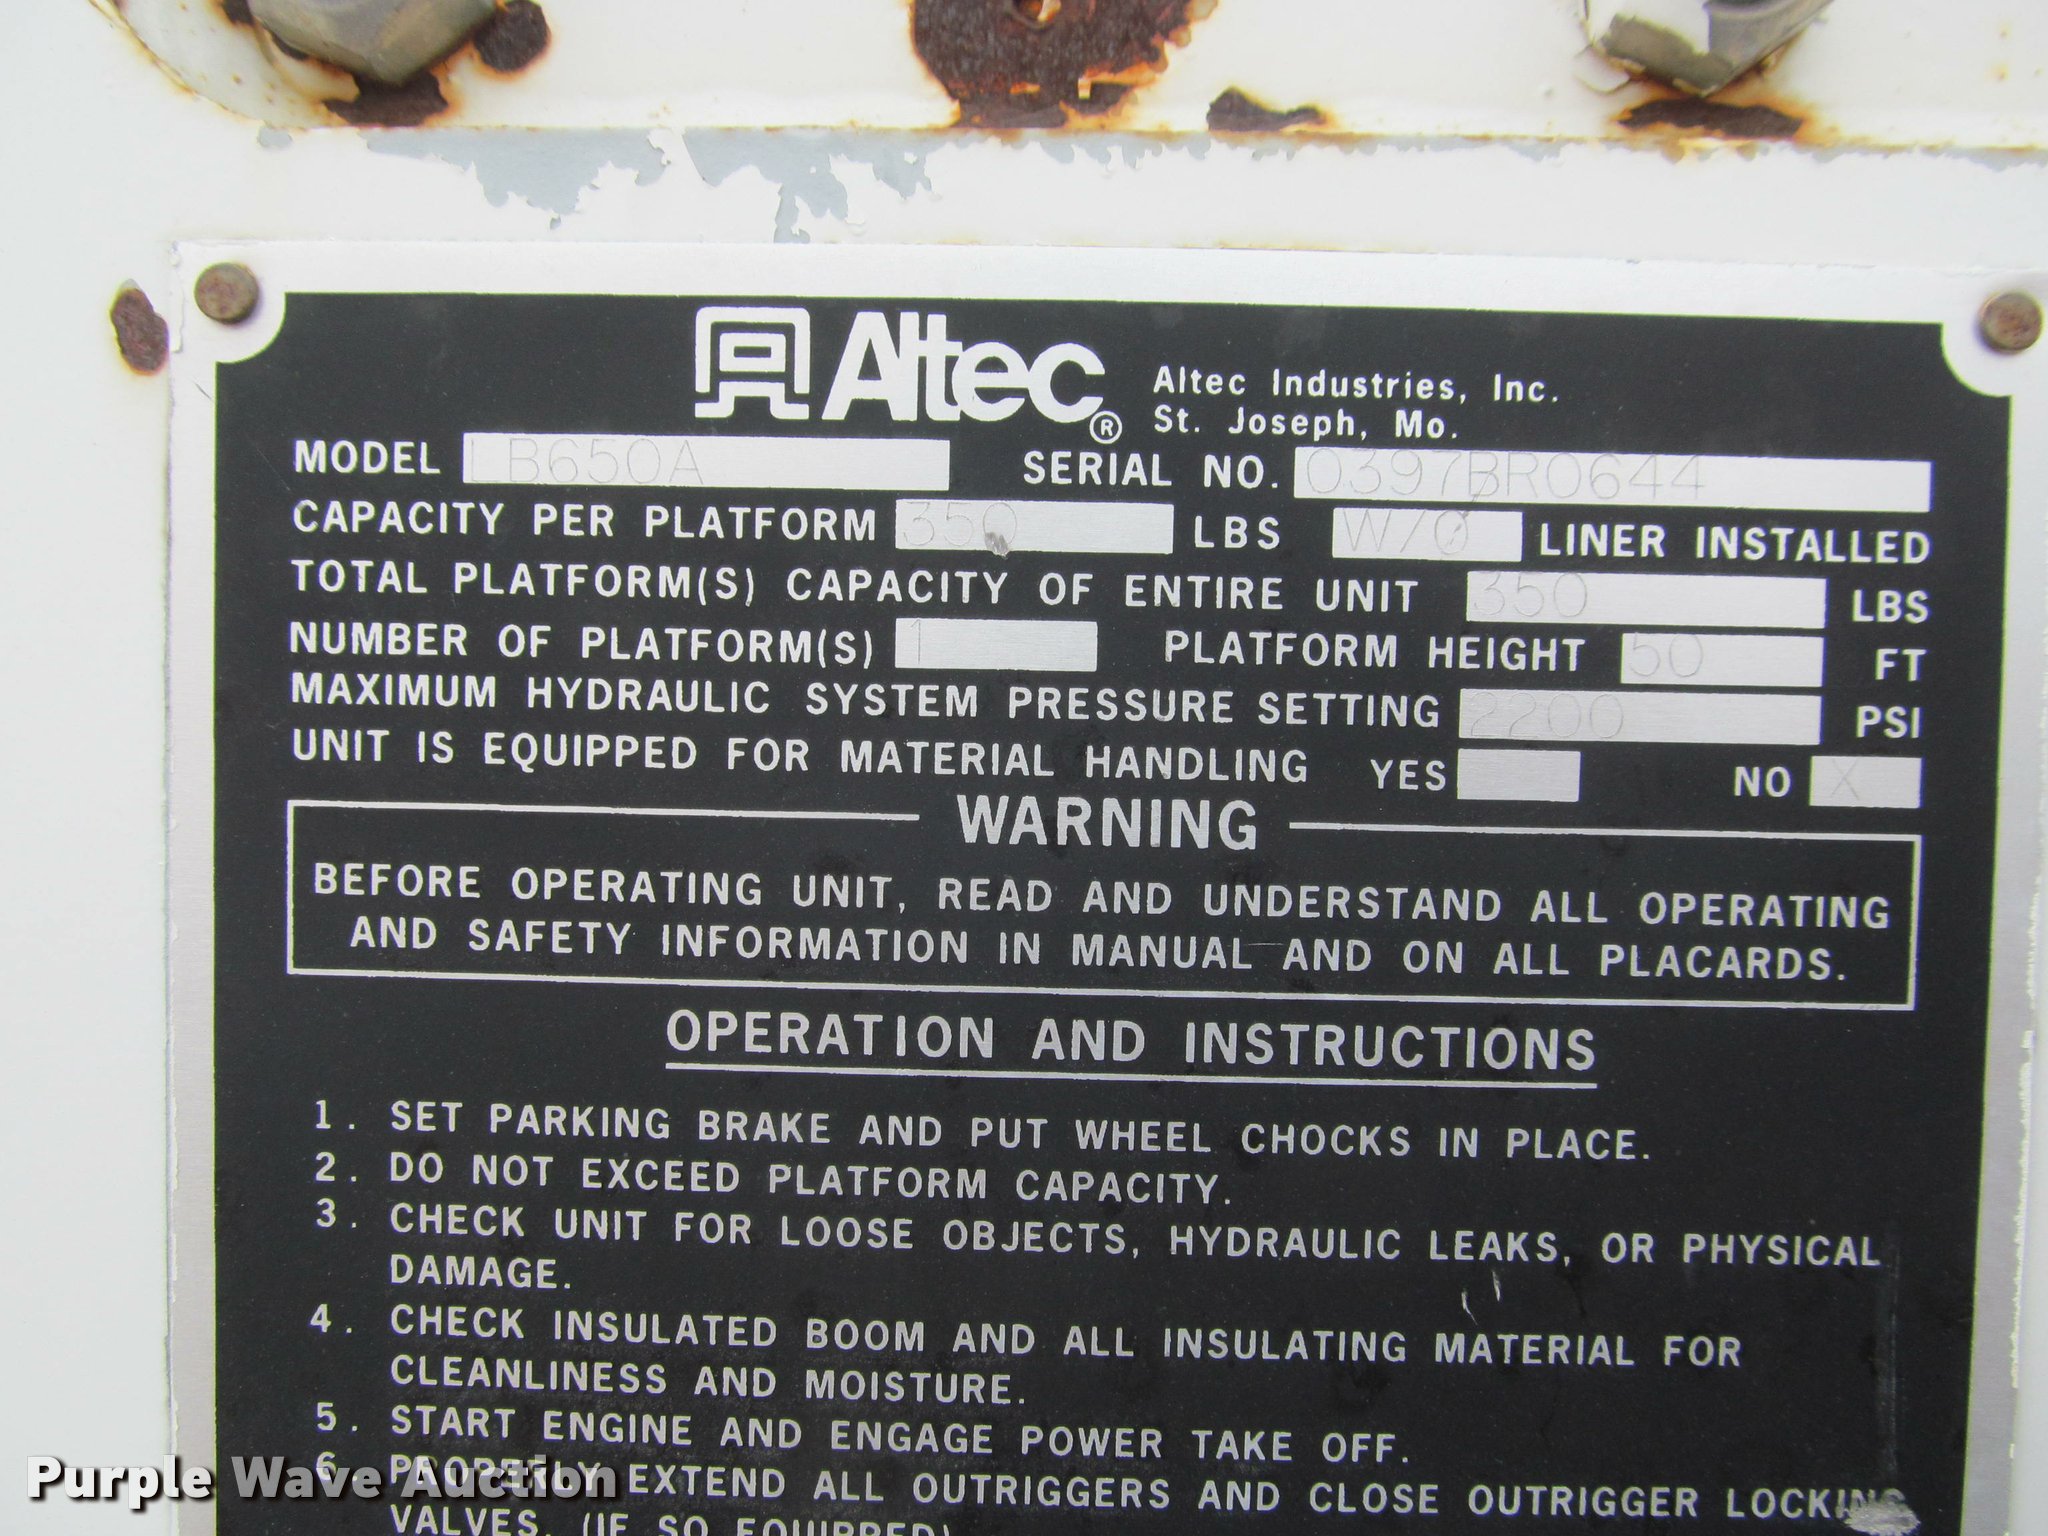 Altec ®
Altec Industries, Inc.
St. Joseph, Mo.
MODEL LB650A SERIAL NO. 0397BR0644
CAPACITY PER PLATFORM 350 LBS W/O LINER INSTALLED
TOTAL PLATFORM(S) CAPACITY OF ENTIRE UNIT 350 LBS
NUMBER OF PLATFORM(S) 1 PLATFORM HEIGHT 50 FT
MAXIMUM HYDRAULIC SYSTEM PRESSURE SETTING 2200 PSI
UNIT IS EQUIPPED FOR MATERIAL HANDLING YES NO X
WARNING
BEFORE OPERATING UNIT, READ AND UNDERSTAND ALL OPERATING
AND SAFETY INFORMATION IN MANUAL AND ON ALL PLACARDS.
OPERATION AND INSTRUCTIONS
1. SET PARKING BRAKE AND PUT WHEEL CHOCKS IN PLACE.
2. DO NOT EXCEED PLATFORM CAPACITY.
3. CHECK UNIT FOR LOOSE OBJECTS, HYDRAULIC LEAKS, OR PHYSICAL
DAMAGE.
4. CHECK INSULATED BOOM AND ALL INSULATING MATERIAL FOR
CLEANLINESS AND MOISTURE.
5. START ENGINE AND ENGAGE POWER TAKE OFF.
6. PROPERLY EXTEND ALL OUTRIGGERS AND CLOSE OUTRIGGER LOCKING
VALVES. (IF SO EQUIPPED)
Purple Wave Auction